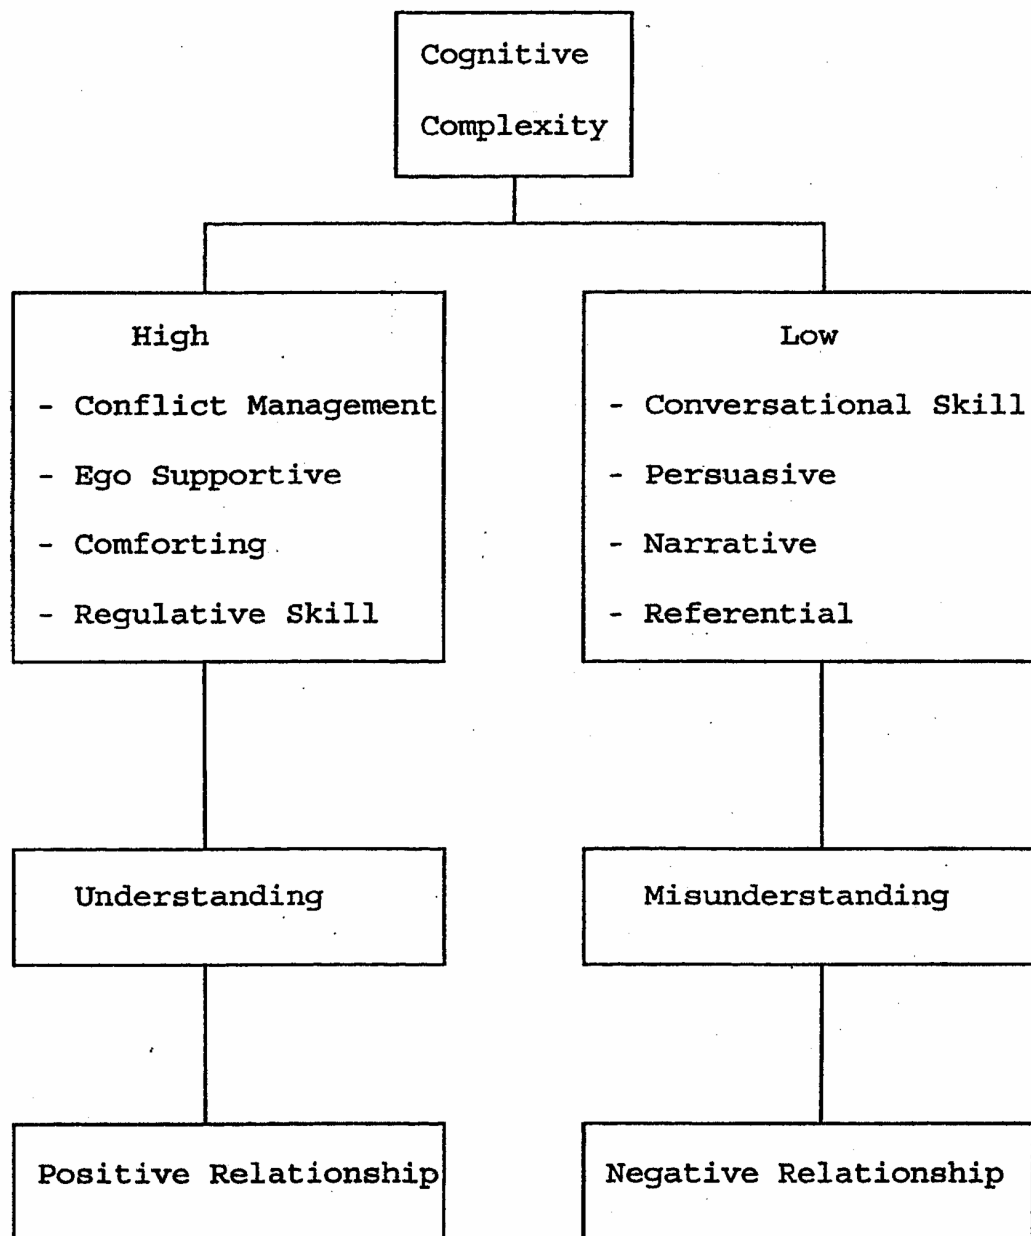 Cognitive
Complexity
High
- Conflict Management
- Ego Supportive
- Comforting
- Regulative Skill
Low
- Conversational Skill
- Persuasive
- Narrative
- Referential
Understanding
Misunderstanding
Positive Relationship
Negative Relationship